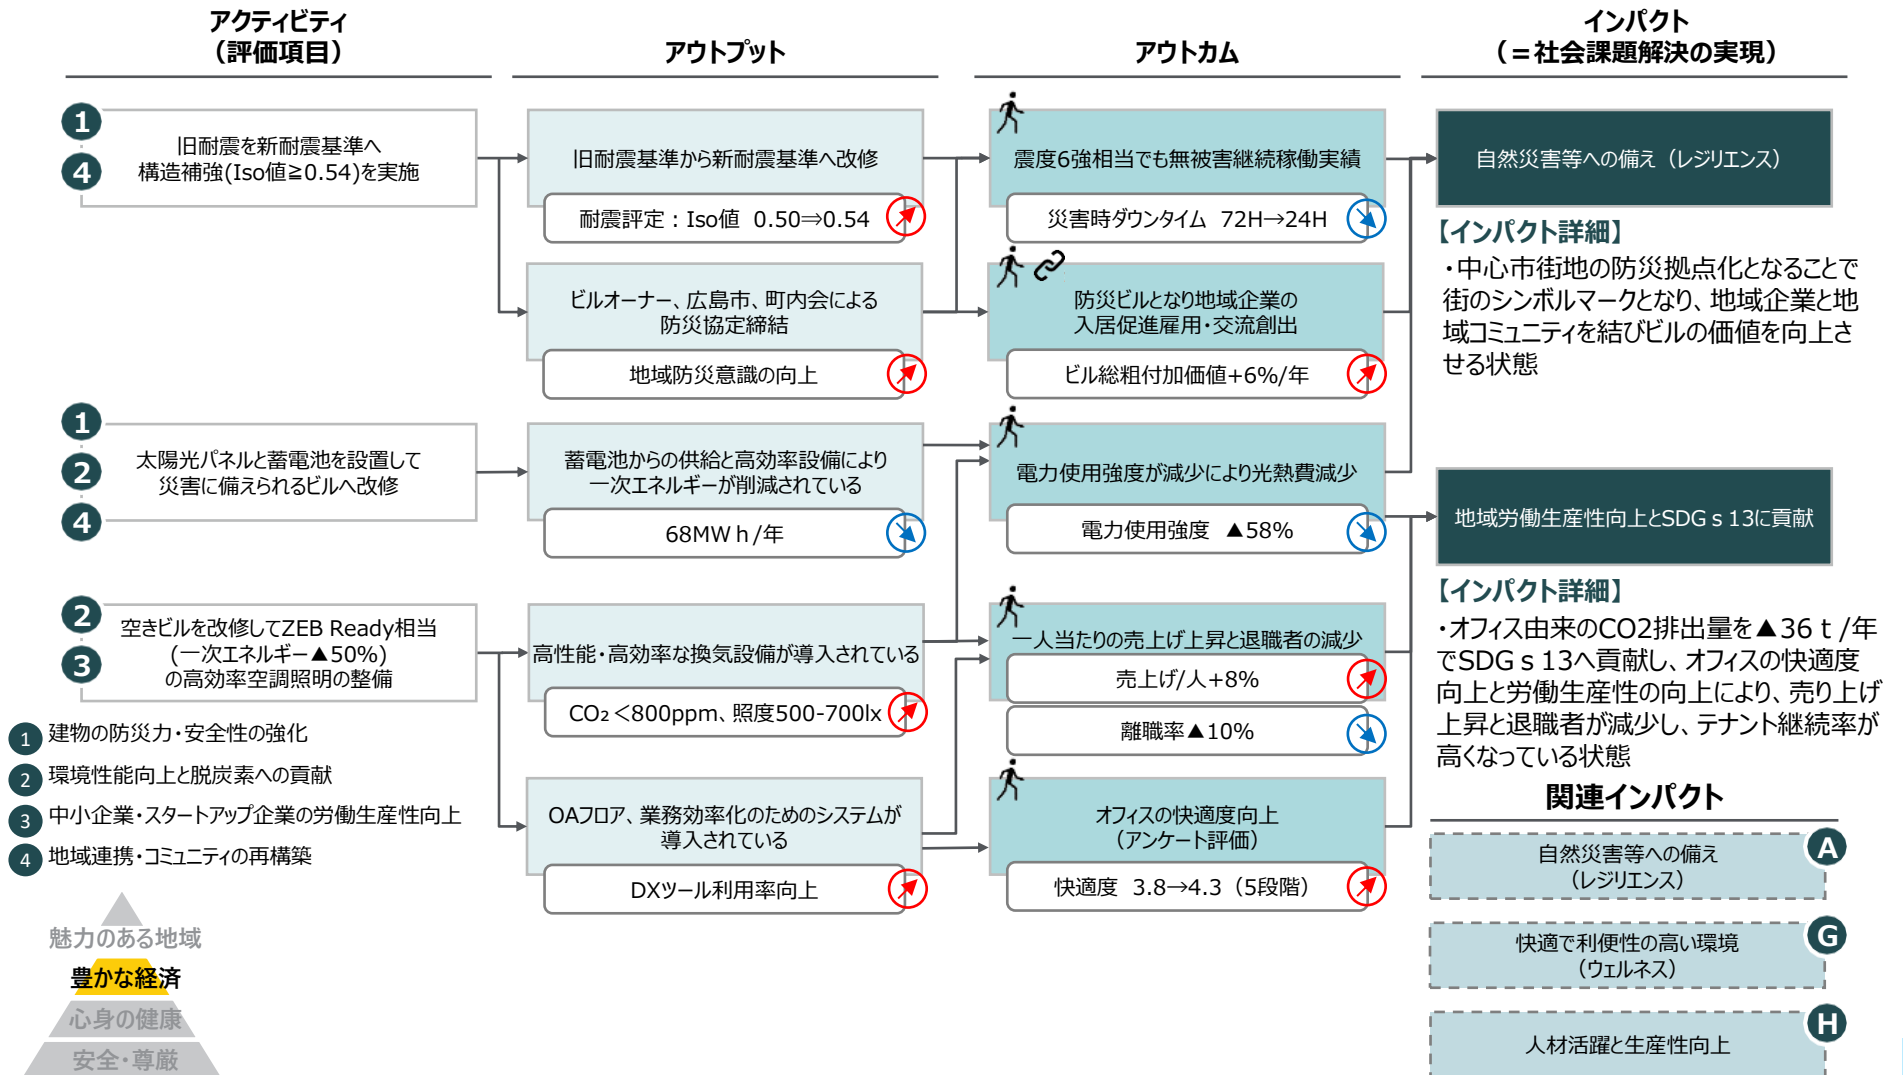 アクティビティ
（評価項目）
アウトプット
アウトカム
インパクト
（＝社会課題解決の実現）
1
4
旧耐震を新耐震基準へ
構造補強(Iso値≧0.54)を実施
旧耐震基準から新耐震基準へ改修
耐震評定：Iso値 0.50⇒0.54
震度6強相当でも無被害継続稼働実績
災害時ダウンタイム 72H→24H
自然災害等への備え（レジリエンス）
【インパクト詳細】
・中心市街地の防災拠点化となることで
街のシンボルマークとなり、地域企業と地
域コミュニティを結びビルの価値を向上さ
せる状態
ビルオーナー、広島市、町内会による
防災協定締結
地域防災意識の向上
防災ビルとなり地域企業の
入居促進雇用・交流創出
ビル総粗付加価値+6%/年
1
2
4
太陽光パネルと蓄電池を設置して
災害に備えられるビルへ改修
蓄電池からの供給と高効率設備により
一次エネルギーが削減されている
68MWｈ/年
電力使用強度が減少により光熱費減少
電力使用強度 ▲58%
地域労働生産性向上とSDGｓ13に貢献
【インパクト詳細】
・オフィス由来のCO2排出量を▲36ｔ/年
でSDGｓ13へ貢献し、オフィスの快適度
向上と労働生産性の向上により、売り上げ
上昇と退職者が減少し、テナント継続率が
高くなっている状態
2
3
空きビルを改修してZEB Ready相当
(一次エネルギー▲50%)
の高効率空調照明の整備
高性能・高効率な換気設備が導入されている
CO₂＜800ppm、照度500-700lx
一人当たりの売上げ上昇と退職者の減少
売上げ/人+8%
離職率▲10%
OAフロア、業務効率化のためのシステムが
導入されている
DXツール利用率向上
オフィスの快適度向上
（アンケート評価）
快適度 3.8→4.3（5段階）
1 建物の防災力・安全性の強化
2 環境性能向上と脱炭素への貢献
3 中小企業・スタートアップ企業の労働生産性向上
4 地域連携・コミュニティの再構築
魅力のある地域
豊かな経済
心身の健康
安全・尊厳
関連インパクト
自然災害等への備え
（レジリエンス）
A
快適で利便性の高い環境
（ウェルネス）
G
人材活躍と生産性向上
H